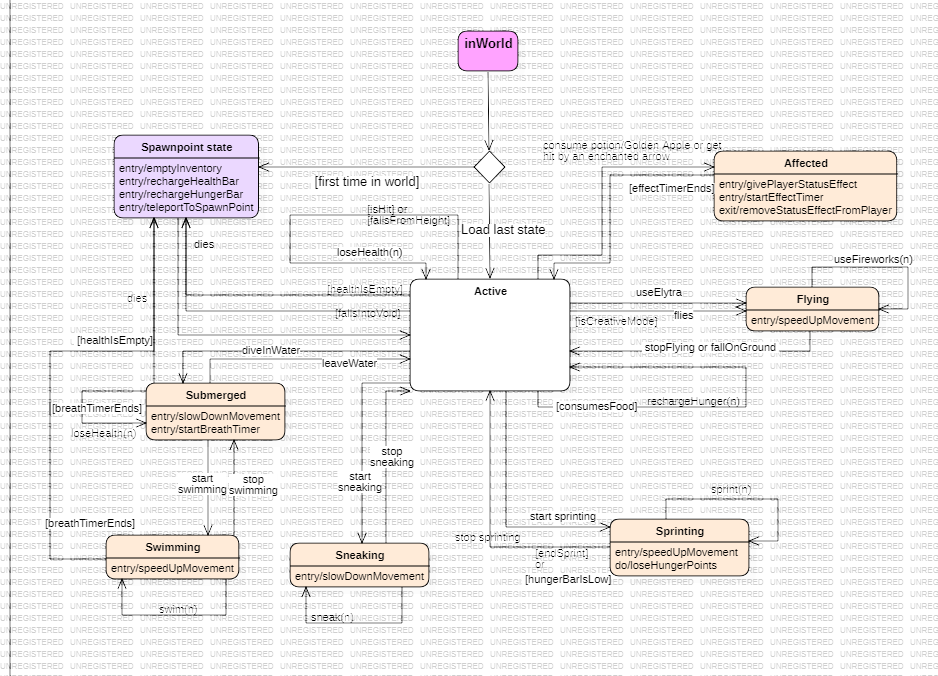 inWorld
Spawnpoint state
entry/emptyInventory
entry/rechargeHealthBar
entry/rechargeHungerBar
entry/teleportToSpawnPoint
[first time in world]
Load last state
consume potion/Golden Apple or get
hit by an enchanted arrow
[effectTimerEnds]
Affected
entry/givePlayerStatusEffect
entry/startEffectTimer
exit/removeStatusEffectFromPlayer
[isHit] or
[fallsFromHeight]
loseHealth(n)
dies
[healthIsEmpty]
[fallsIntoVoid]
dies
[healthIsEmpty]
Active
useElytra
flies
[isCreativeMode]
useFireworks(n)
Flying
entry/speedUpMovement
stopFlying or fallOnGround
diveInWater
leaveWater
[consumesFood]
rechargeHunger(n)
Submerged
entry/slowDownMovement
entry/startBreathTimer
[breathTimerEnds]
loseHealth(n)
start
swimming
stop
swimming
[breathTimerEnds]
Swimming
entry/speedUpMovement
swim(n)
stop
sneaking
start
sneaking
Sneaking
entry/slowDownMovement
sneak(n)
start sprinting
stop sprinting
[endSprint]
or
[hungerBarIsLow]
sprint(n)
Sprinting
entry/speedUpMovement
do/loseHungerPoints
UNREGISTERED